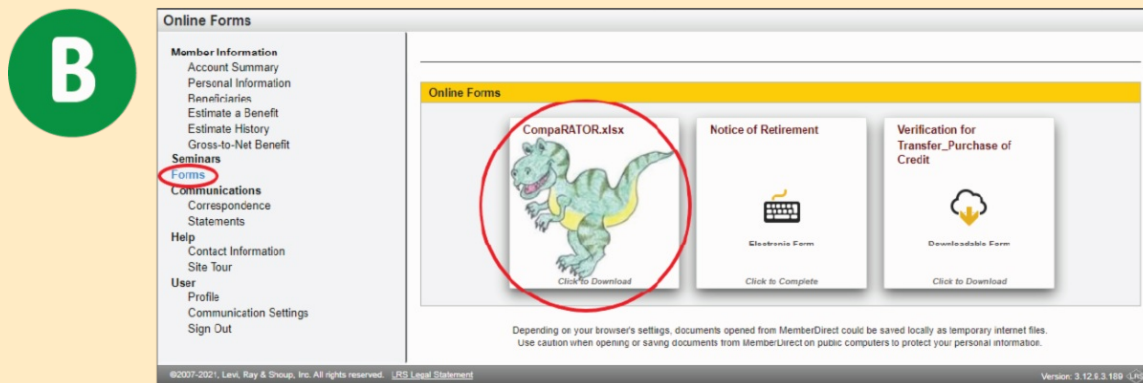 B
Online Forms
Member Information
Account Summary
Personal Information
Beneficiaries
Estimate a Benefit
Estimate History
Gross-to-Net Benefit
Seminars
Forms
Communications
Correspondence
Statements
Help
Contact Information
Site Tour
User
Profile
Communication Settings
Sign Out
Online Forms
CompaRATOR.xlsx
Click to Download
Notice of Retirement
Electronic Form
Click to Complete
Verification for
Transfer_Purchase of
Credit
Downloadable Form
Click to Download
Depending on your browser's settings, documents opened from MemberDirect could be saved locally as temporary internet files.
Use caution when opening or saving documents from MemberDirect on public computers to protect your personal information.
©2007-2021, Levi, Ray & Shoup, Inc. All rights reserved. LRS Legal Statement
Version: 3.12.9.3.189